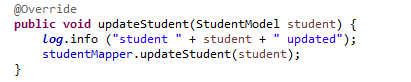 @Override
public void updateStudent(StudentModel student) {
    log.info ("student " + student + " updated");
    studentMapper.updateStudent(student);
}